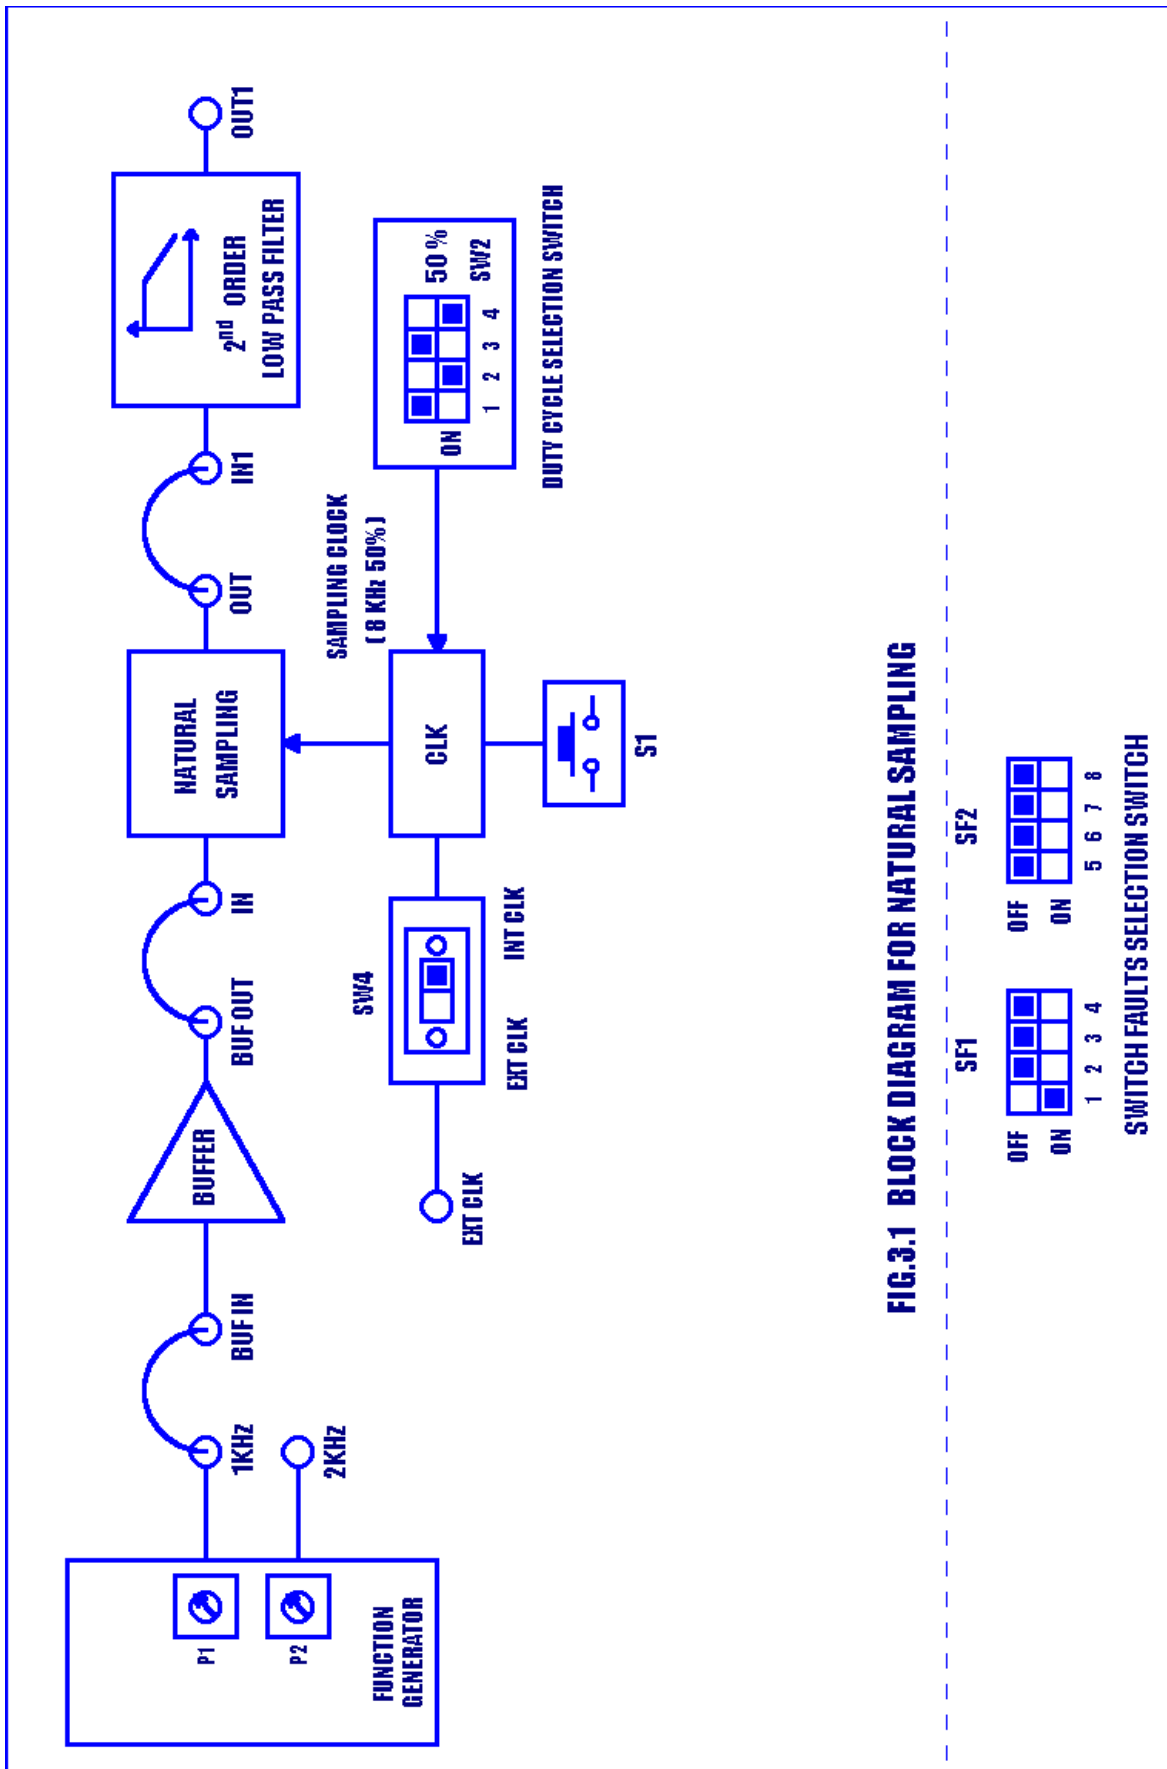 P1
P2
FUNCTION
GENERATOR
1KHz
2KHz
BUF IN
BUFFER
BUF OUT
IN
NATURAL
SAMPLING
OUT
IN1
2nd ORDER
LOW PASS FILTER
OUT1
EXT CLK
SW4
EXT CLK
INT CLK
CLK
S1
SAMPLING CLOCK
( 8 KHz 50%)
ON
1 2 3 4
50 %
SW2
DUTY CYCLE SELECTION SWITCH
FIG.3.1 BLOCK DIAGRAM FOR NATURAL SAMPLING
SF1
OFF
ON
1 2 3 4
SF2
OFF
ON
5 6 7 8
SWITCH FAULTS SELECTION SWITCH